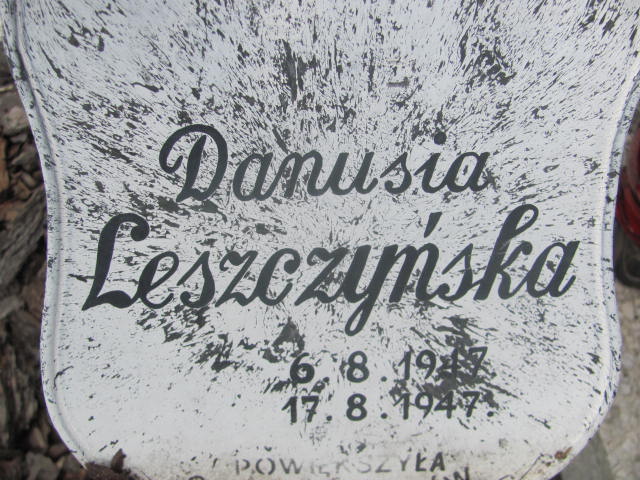 Danusia
Leszczyńska
6.8.1947
17.8.1947
POWIĘKSZYŁA